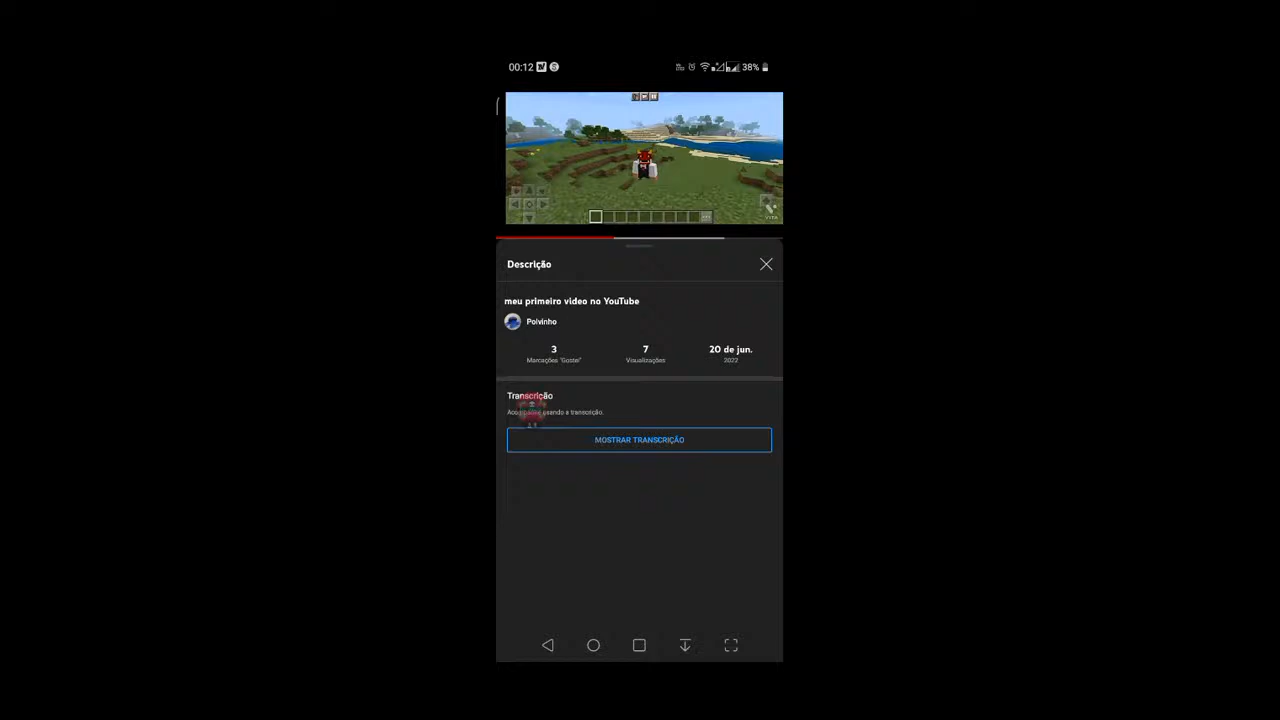 00:12
38%
VITA
Descrição
meu primeiro video no YouTube
Polvinho
3
7
20 de jun.
Marcações "Gostei"
Visualizações
2022
Transcrição
usando a transcrição.
MOSTRAR TRANSCRIÇÃO